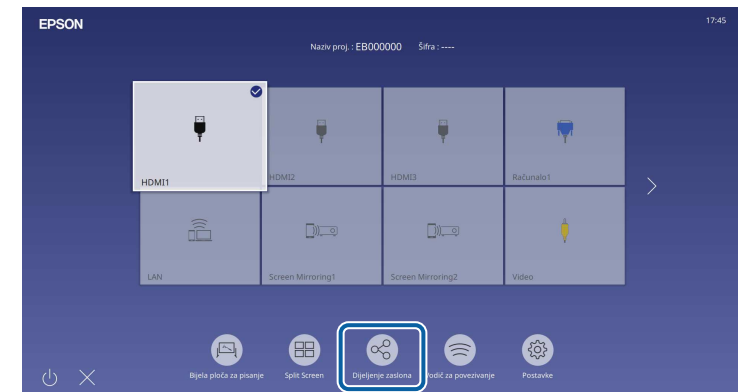 EPSON
17:45
Naziv proj. : EB000000 Šifra : ----
HDMI1
HDMI2
HDMI3
Računalo1
LAN
Screen Mirroring1
Screen Mirroring2
Video
Bijela ploča za pisanje
Split Screen
Dijeljenje zaslona
Vodič za povezivanje
Postavke